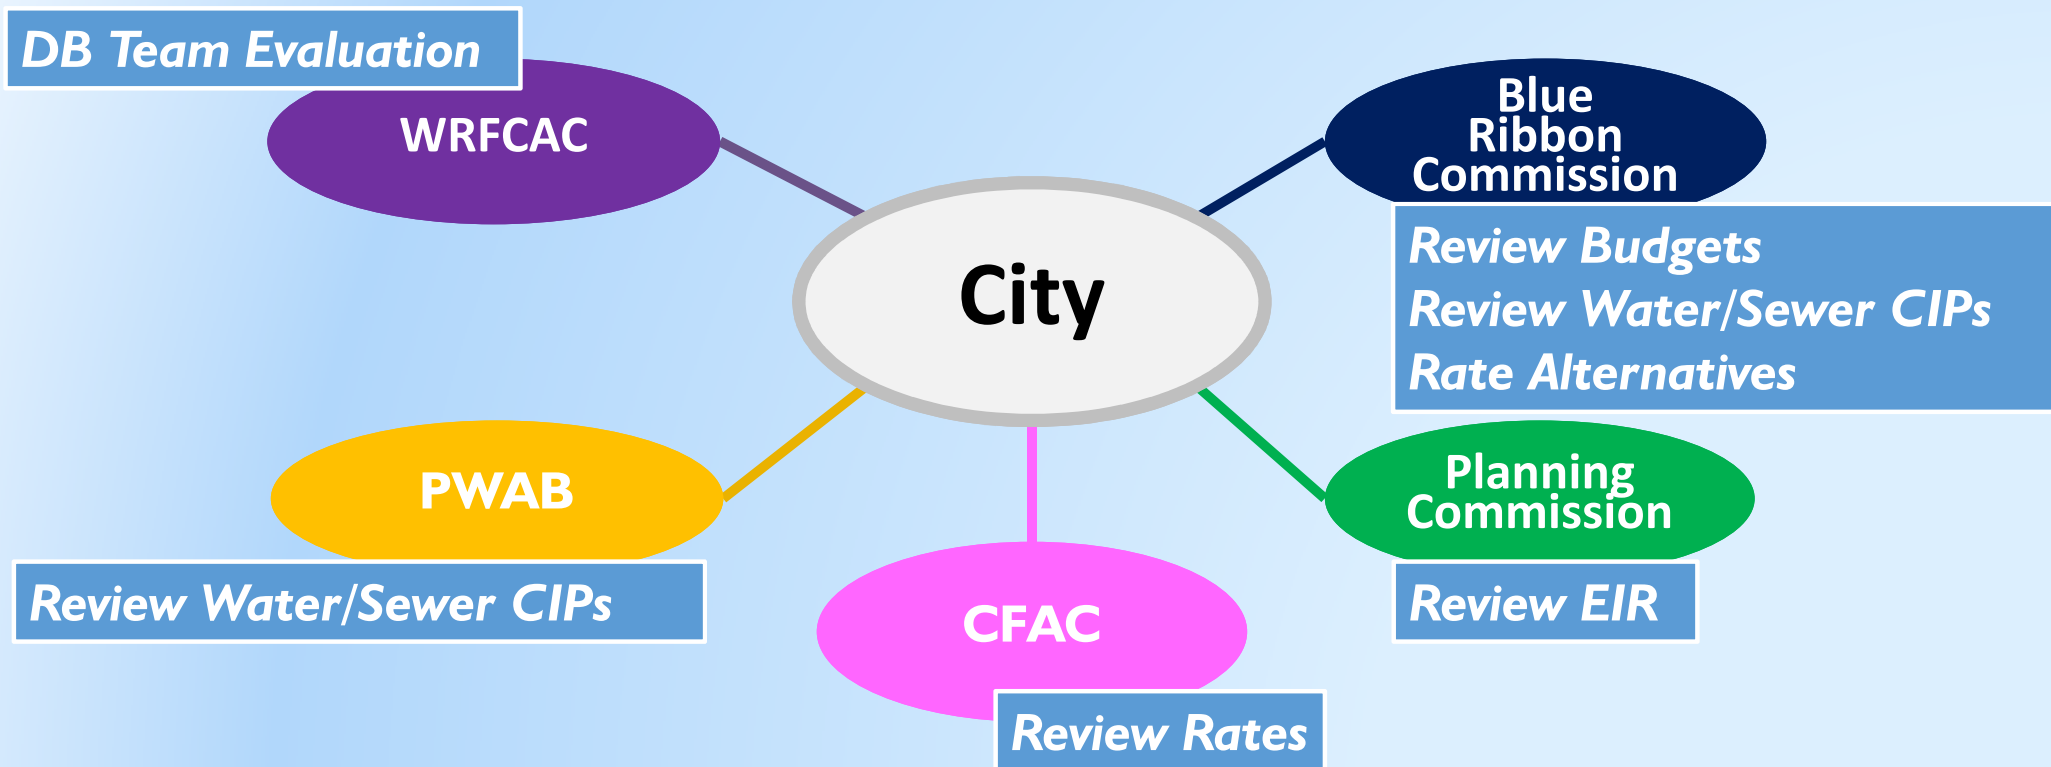 DB Team Evaluation
WRFCAC
Blue
Ribbon
Commission
Review Budgets
Review Water/Sewer CIPs
Rate Alternatives
City
PWAB
Review Water/Sewer CIPs
Planning
Commission
Review EIR
CFAC
Review Rates